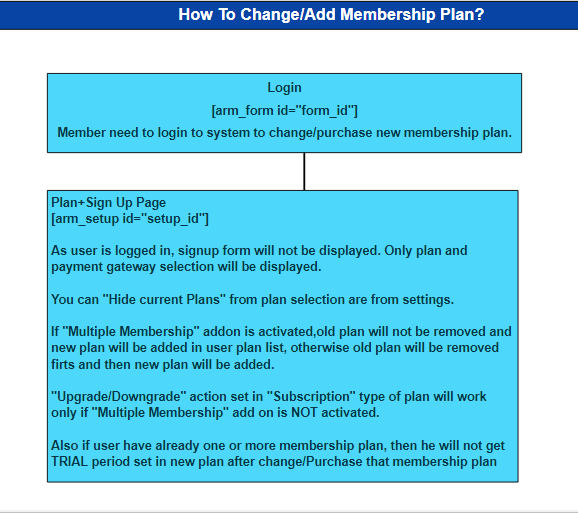 How To Change/Add Membership Plan?
Login
[arm_form id="form_id"]
Member need to login to system to change/purchase new membership plan.
Plan+Sign Up Page
[arm_setup id="setup_id"]
As user is logged in, signup form will not be displayed. Only plan and
payment gateway selection will be displayed.
You can "Hide current Plans" from plan selection are from settings.
If "Multiple Membership" addon is activated,old plan will not be removed and
new plan will be added in user plan list, otherwise old plan will be removed
firts and then new plan will be added.
"Upgrade/Downgrade" action set in "Subscription" type of plan will work
only if "Multiple Membership" add on is NOT activated.
Also if user have already one or more membership plan, then he will not get
TRIAL period set in new plan after change/Purchase that membership plan